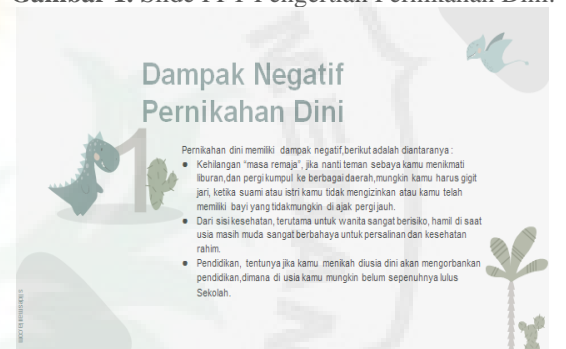 Gambar 1. Slide PPT Pengertian Pernikahan Dini.
Dampak Negatif
Pernikahan Dini
1
Pernikahan dini memiliki dampak negatif,berikut adalah diantaranya :
● Kehilangan "masa remaja", jika nanti teman sebaya kamu menikmati
liburan,dan pergi kumpul ke berbagai daerah,mungkin kamu harus gigit
jari, ketika suami atau istri kamu tidak mengizinkan atau kamu telah
memiliki bayi yang tidakmungkin di ajak pergi jauh.
● Dari sisi kesehatan, terutama untuk wanita sangat berisiko, hamil di saat
usia masih muda sangat berbahaya untuk persalinan dan kesehatan
rahim.
● Pendidikan, tentunya jika kamu menikah diusia dini akan mengorbankan
pendidikan,dimana di usia kamu mungkin belum sepenuhnya lulus
Sekolah.